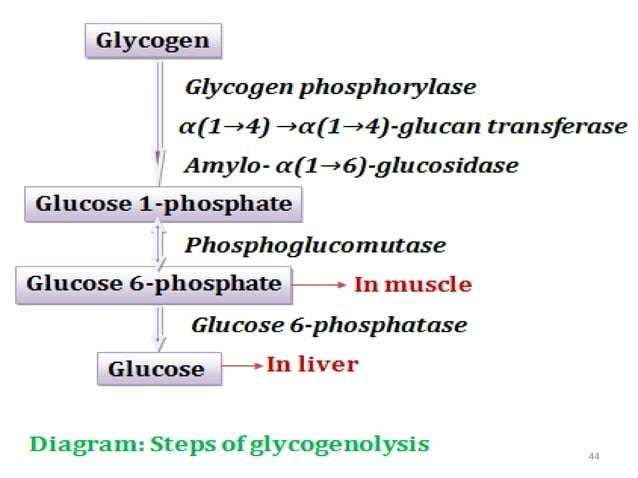 Glycogen
Glycogen phosphorylase
α(1→4) →α(1→4)-glucan transferase
Amylo- α(1→6)-glucosidase
Glucose 1-phosphate
Phosphoglucomutase
Glucose 6-phosphate
In muscle
Glucose 6-phosphatase
Glucose
In liver
Diagram: Steps of glycogenolysis
44